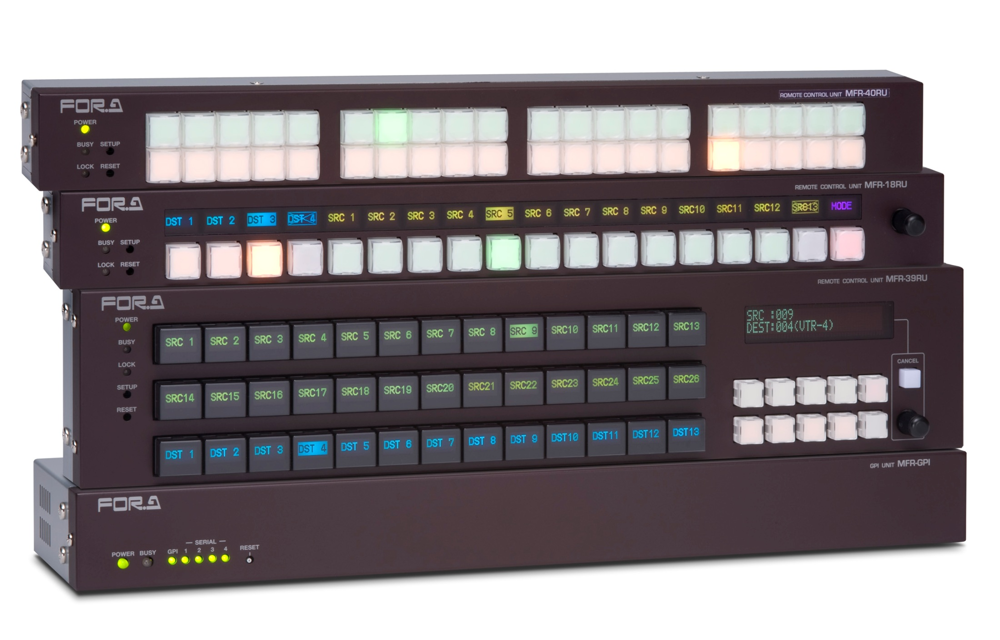 FOR.A
ROMOTE CONTROL UNIT MFR-40RU
POWER
BUSY SETUP
LOCK RESET
FOR.A
REMOTE CONTROL UNIT MFR-18RU
DST 1 DST 2 DST 3 DST 4 SRC 1 SRC 2 SRC 3 SRC 4 SRC 5 SRC 6 SRC 7 SRC 8 SRC 9 SRC10 SRC11 SRC12 SRC13 MODE
POWER
BUSY SETUP
LOCK RESET
FOR.A
REMOTE CONTROL UNIT MFR-39RU
POWER
BUSY
LOCK
SETUP
RESET
SRC 1 SRC 2 SRC 3 SRC 4 SRC 5 SRC 6 SRC 7 SRC 8 SRC 9 SRC10 SRC11 SRC12 SRC13
SRC14 SRC15 SRC16 SRC17 SRC18 SRC19 SRC20 SRC21 SRC22 SRC23 SRC24 SRC25 SRC26
DST 1 DST 2 DST 3 DST 4 DST 5 DST 6 DST 7 DST 8 DST 9 DST10 DST11 DST12 DST13
SRC :009
DEST:004(VTR-4)
CANCEL
GPI UNIT MFR-GPI
FOR.A
SERIAL
POWER BUSY GPI 1 2 3 4 RESET